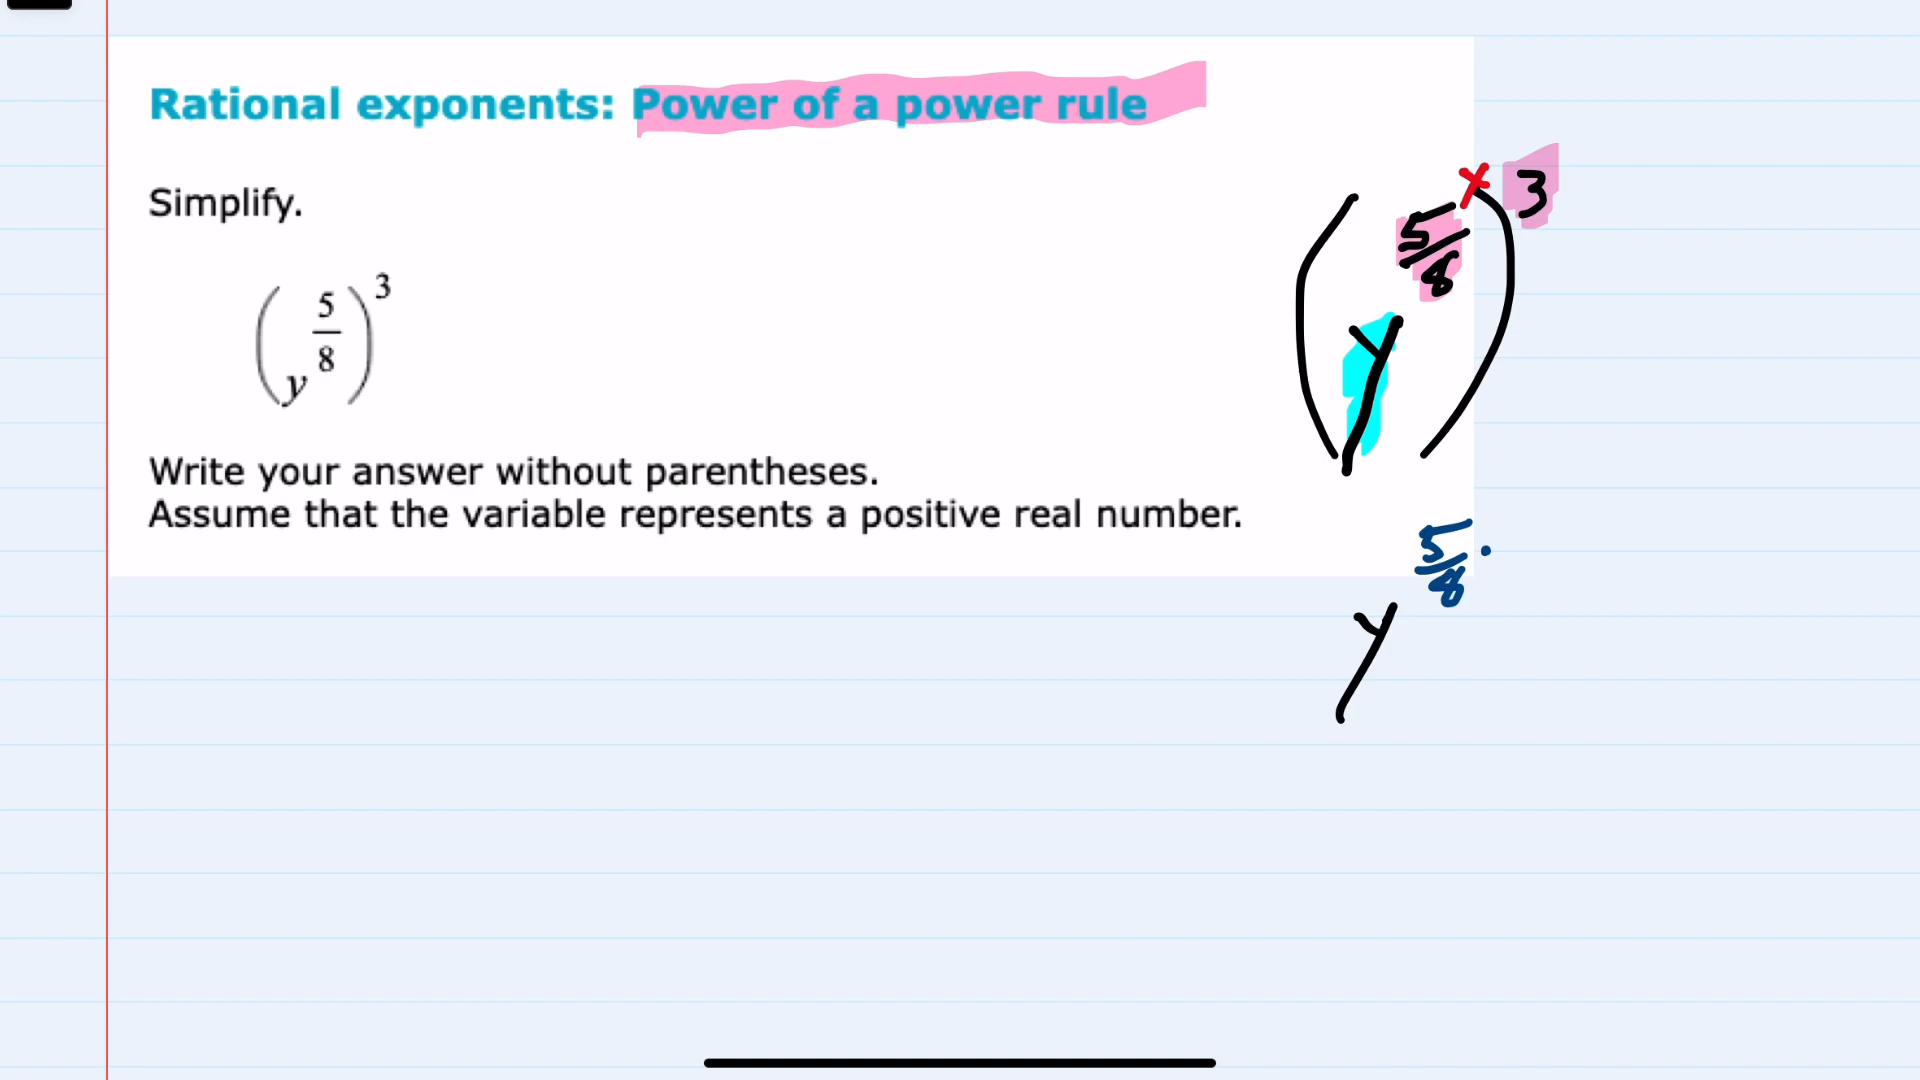 Rational exponents: Power of a power rule
Simplify.
(y^{5/8})^3
Write your answer without parentheses.
Assume that the variable represents a positive real number.
(y^{5/8})^{×3}
y^{5/8 ·}